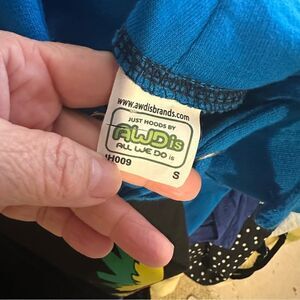 www.awdisbrands.com
JUST HOODS BY
AWDis
ALL WE DO is
JH009
S